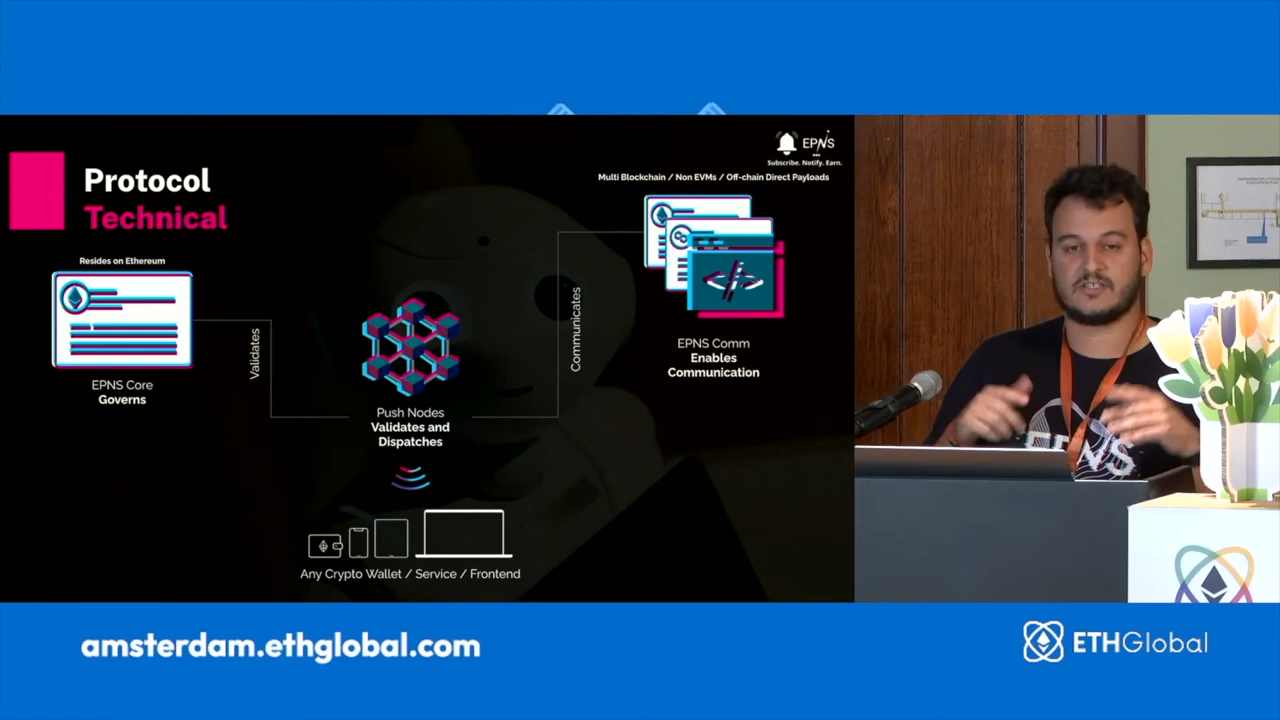 Protocol
Technical
EPNS
Subscribe. Notify. Earn.
Multi Blockchain / Non EVMs / Off-chain Direct Payloads
Resides on Ethereum
EPNS Core
Governs
Validates
Push Nodes
Validates and
Dispatches
Communicates
</>
EPNS Comm
Enables
Communication
Any Crypto Wallet / Service / Frontend
EPNS
amsterdam.ethglobal.com
ETHGlobal